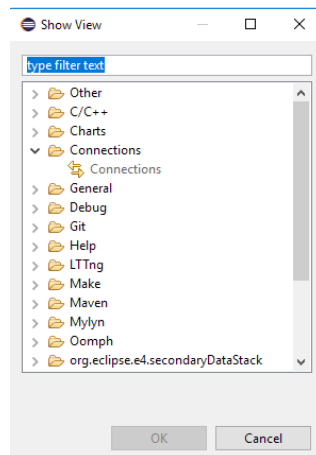 Show View
type filter text
Other
C/C++
Charts
Connections
Connections
General
Debug
Git
Help
LTTng
Make
Maven
Mylyn
Oomph
org.eclipse.e4.secondaryDataStack
OK Cancel